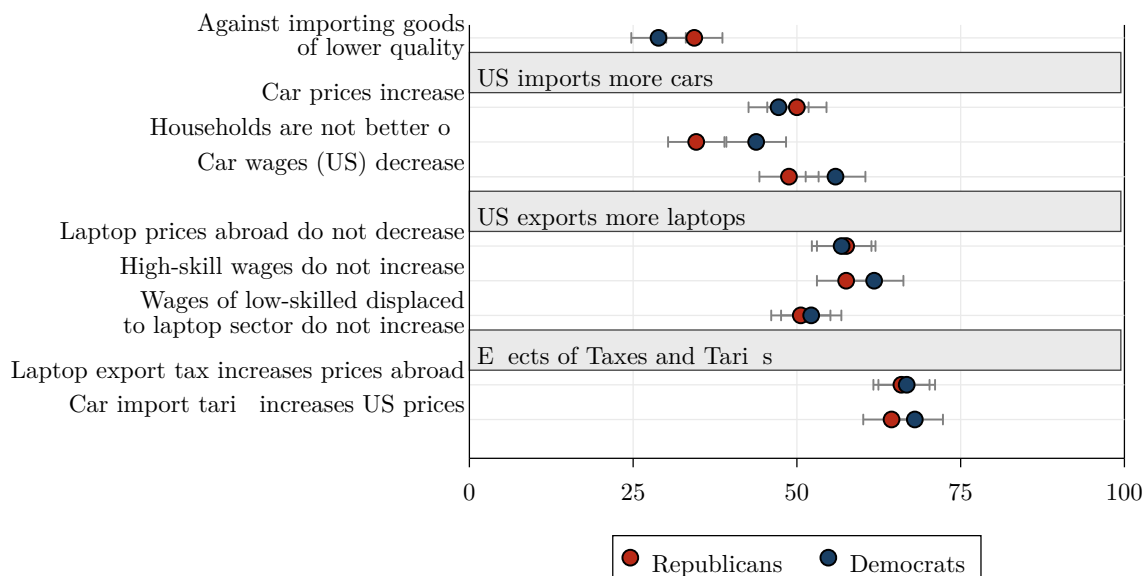 Against importing goods
of lower quality
US imports more cars
Car prices increase
Households are not better o
Car wages (US) decrease
US exports more laptops
Laptop prices abroad do not decrease
High-skill wages do not increase
Wages of low-skilled displaced
to laptop sector do not increase
E ects of Taxes and Tari s
Laptop export tax increases prices abroad
Car import tari increases US prices
0 25 50 75 100
Republicans Democrats